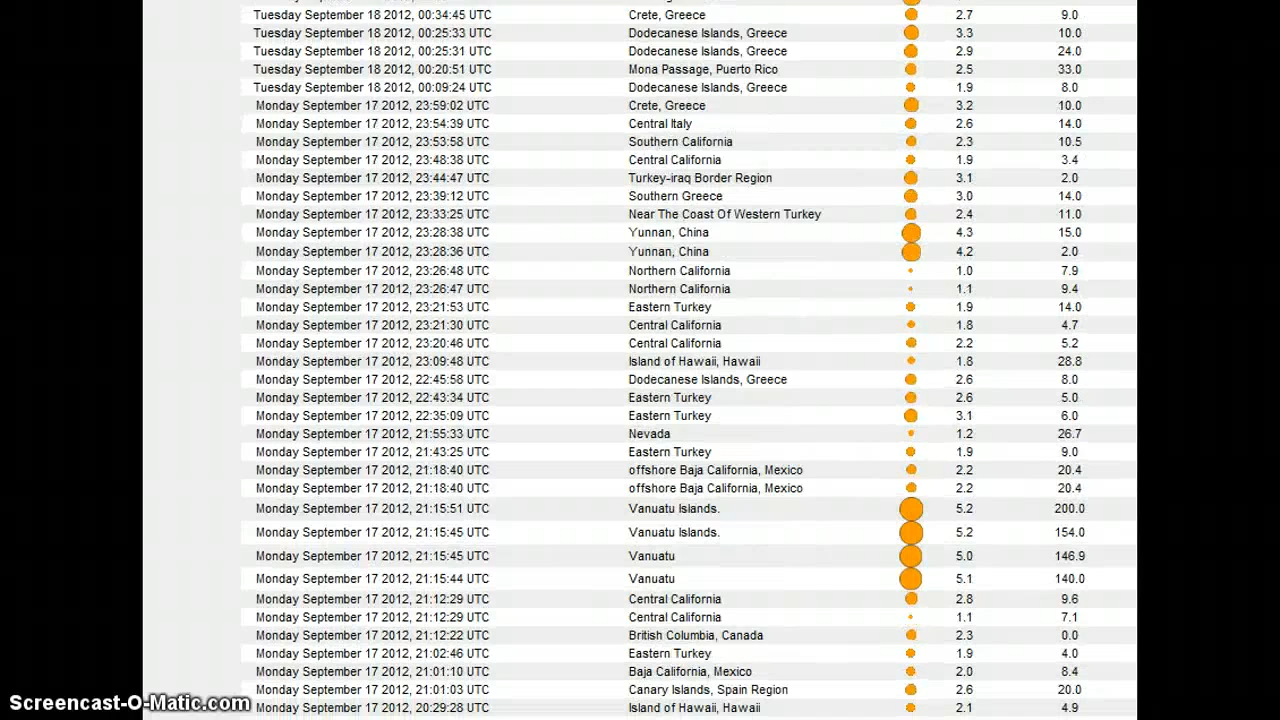 Tuesday September 18 2012, 00:34:45 UTC Crete, Greece 2.7 9.0
Tuesday September 18 2012, 00:25:33 UTC Dodecanese Islands, Greece 3.3 10.0
Tuesday September 18 2012, 00:25:31 UTC Dodecanese Islands, Greece 2.9 24.0
Tuesday September 18 2012, 00:20:51 UTC Mona Passage, Puerto Rico 2.5 33.0
Tuesday September 18 2012, 00:09:24 UTC Dodecanese Islands, Greece 1.9 8.0
Monday September 17 2012, 23:59:02 UTC Crete, Greece 3.2 10.0
Monday September 17 2012, 23:54:39 UTC Central Italy 2.6 14.0
Monday September 17 2012, 23:53:58 UTC Southern California 2.3 10.5
Monday September 17 2012, 23:48:38 UTC Central California 1.9 3.4
Monday September 17 2012, 23:44:47 UTC Turkey-iraq Border Region 3.1 2.0
Monday September 17 2012, 23:39:12 UTC Southern Greece 3.0 14.0
Monday September 17 2012, 23:33:25 UTC Near The Coast Of Western Turkey 2.4 11.0
Monday September 17 2012, 23:28:38 UTC Yunnan, China 4.3 15.0
Monday September 17 2012, 23:28:36 UTC Yunnan, China 4.2 2.0
Monday September 17 2012, 23:26:48 UTC Northern California 1.0 7.9
Monday September 17 2012, 23:26:47 UTC Northern California 1.1 9.4
Monday September 17 2012, 23:21:53 UTC Eastern Turkey 1.9 14.0
Monday September 17 2012, 23:21:30 UTC Central California 1.8 4.7
Monday September 17 2012, 23:20:46 UTC Central California 2.2 5.2
Monday September 17 2012, 23:09:48 UTC Island of Hawaii, Hawaii 1.8 28.8
Monday September 17 2012, 22:45:58 UTC Dodecanese Islands, Greece 2.6 8.0
Monday September 17 2012, 22:43:34 UTC Eastern Turkey 2.6 5.0
Monday September 17 2012, 22:35:09 UTC Eastern Turkey 3.1 6.0
Monday September 17 2012, 21:55:33 UTC Nevada 1.2 26.7
Monday September 17 2012, 21:43:25 UTC Eastern Turkey 1.9 9.0
Monday September 17 2012, 21:18:40 UTC offshore Baja California, Mexico 2.2 20.4
Monday September 17 2012, 21:18:40 UTC offshore Baja California, Mexico 2.2 20.4
Monday September 17 2012, 21:15:51 UTC Vanuatu Islands. 5.2 200.0
Monday September 17 2012, 21:15:45 UTC Vanuatu Islands. 5.2 154.0
Monday September 17 2012, 21:15:45 UTC Vanuatu 5.0 146.9
Monday September 17 2012, 21:15:44 UTC Vanuatu 5.1 140.0
Monday September 17 2012, 21:12:29 UTC Central California 2.8 9.6
Monday September 17 2012, 21:12:29 UTC Central California 1.1 7.1
Monday September 17 2012, 21:12:22 UTC British Columbia, Canada 2.3 0.0
Monday September 17 2012, 21:02:46 UTC Eastern Turkey 1.9 4.0
Monday September 17 2012, 21:01:10 UTC Baja California, Mexico 2.0 8.4
Monday September 17 2012, 21:01:03 UTC Canary Islands, Spain Region 2.6 20.0
Monday September 17 2012, 20:29:28 UTC Island of Hawaii, Hawaii 2.1 4.9
Screencast-O-Matic.com